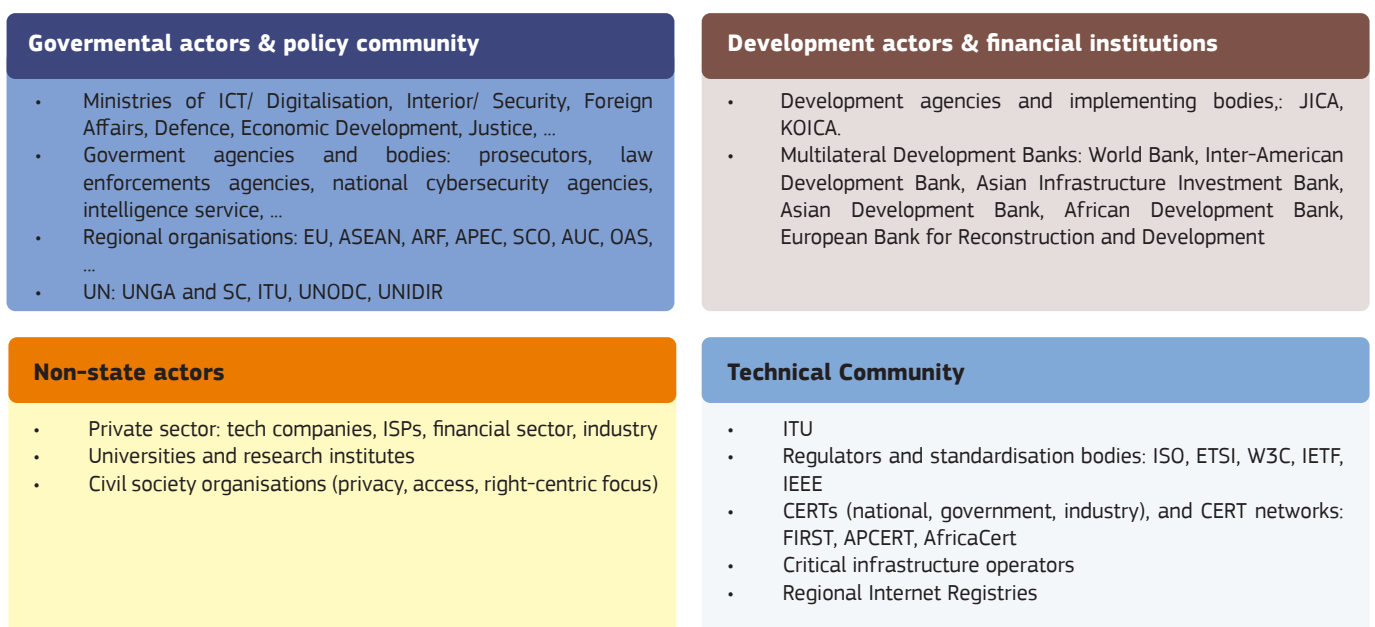 Govermental actors & policy community
• Ministries of ICT/ Digitalisation, Interior/ Security, Foreign
Affairs, Defence, Economic Development, Justice, ...
• Goverment agencies and bodies: prosecutors, law
enforcements agencies, national cybersecurity agencies,
intelligence service, ...
• Regional organisations: EU, ASEAN, ARF, APEC, SCO, AUC, OAS,
...
• UN: UNGA and SC, ITU, UNODC, UNIDIR
Development actors & financial institutions
• Development agencies and implementing bodies,: JICA,
KOICA.
• Multilateral Development Banks: World Bank, Inter-American
Development Bank, Asian Infrastructure Investment Bank,
Asian Development Bank, African Development Bank,
European Bank for Reconstruction and Development
Non-state actors
• Private sector: tech companies, ISPs, financial sector, industry
• Universities and research institutes
• Civil society organisations (privacy, access, right-centric focus)
Technical Community
• ITU
• Regulators and standardisation bodies: ISO, ETSI, W3C, IETF,
IEEE
• CERTs (national, government, industry), and CERT networks:
FIRST, APCERT, AfricaCert
• Critical infrastructure operators
• Regional Internet Registries